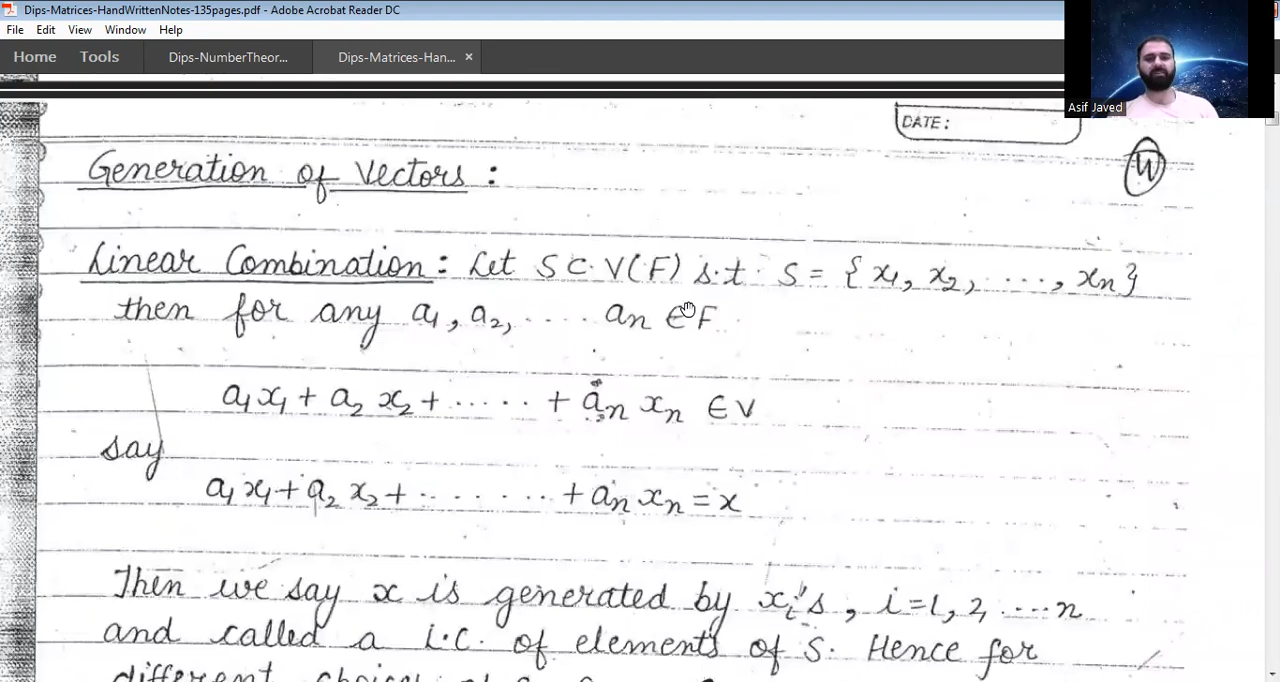 Dips-Matrices-HandWrittenNotes-135pages.pdf - Adobe Acrobat Reader DC
File Edit View Window Help
Home Tools Dips-NumberTheor... Dips-Matrices-Han... ×
Asif Javed
DATE:
Generation of Vectors :
W
Linear Combination : Let S ⊂ V(F) s.t. S = {x₁, x₂, ..., xₙ}
then for any a₁, a₂, .... aₙ ∈ F
a₁x₁ + a₂x₂ + ..... + aₙxₙ ∈ V
say
a₁x₁ + a₂x₂ + ...... + aₙxₙ = x
Then we say x is generated by xᵢ's, i=1, 2, ....n
and called a l.c. of elements of S. Hence for
different choices of